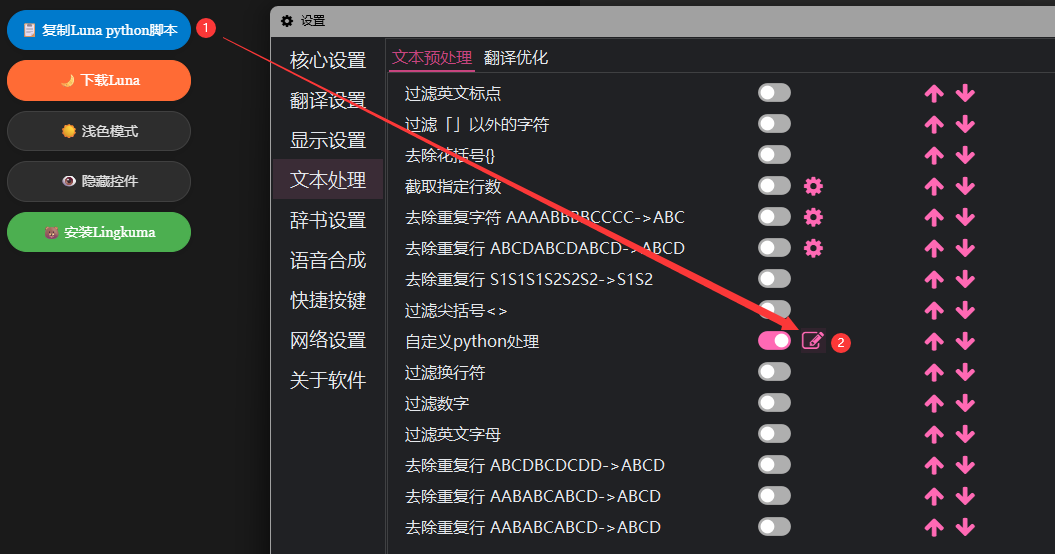 复制Luna python脚本
1
下载Luna
浅色模式
隐藏控件
安装Lingkuma
设置
核心设置
翻译设置
显示设置
文本处理
辞书设置
语音合成
快捷按键
网络设置
关于软件
文本预处理 翻译优化
过滤英文标点
过滤「」以外的字符
去除花括号{}
截取指定行数
去除重复字符 AAAABBBBCCCC->ABC
去除重复行 ABCDABCDABCD->ABCD
去除重复行 S1S1S1S2S2S2->S1S2
过滤尖括号<>
自定义python处理
2
过滤换行符
过滤数字
过滤英文字母
去除重复行 ABCDBCDCDD->ABCD
去除重复行 AABABCABCD->ABCD
去除重复行 AABABCABCD->ABCD